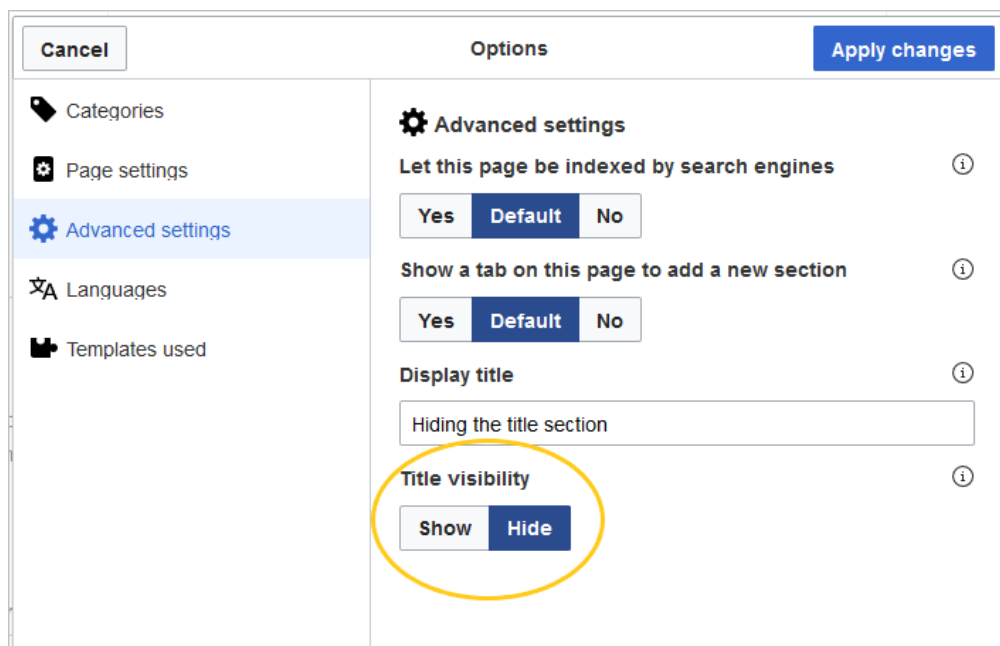 Cancel
Options
Apply changes
Categories
Page settings
Advanced settings
Languages
Templates used
Advanced settings
Let this page be indexed by search engines
Yes Default No
Show a tab on this page to add a new section
Yes Default No
Display title
Hiding the title section
Title visibility
Show Hide